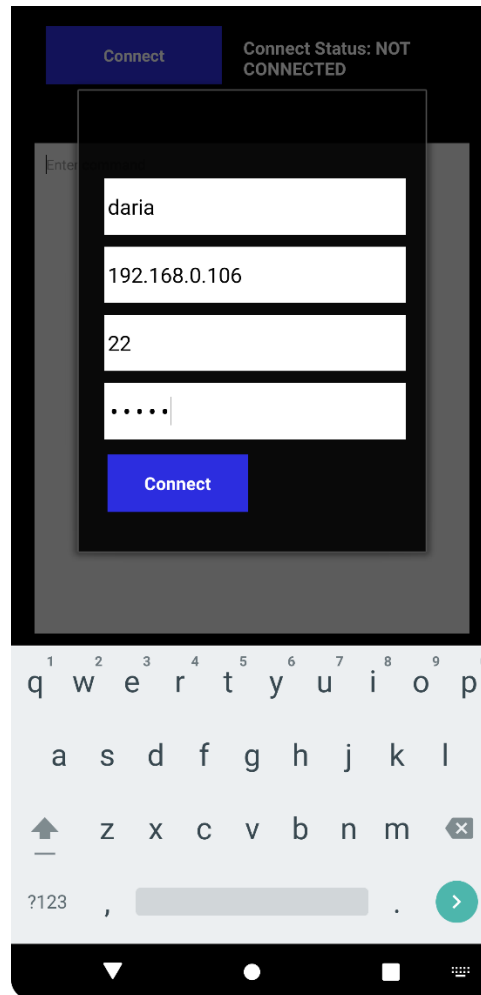 Connect
Connect Status: NOT
CONNECTED
Enter
daria
192.168.0.106
22
•••••
Connect
1 2 3 4 5 6 7 8 9
q w e r t y u i o p
a s d f g h j k l
z x c v b n m
?123 , .